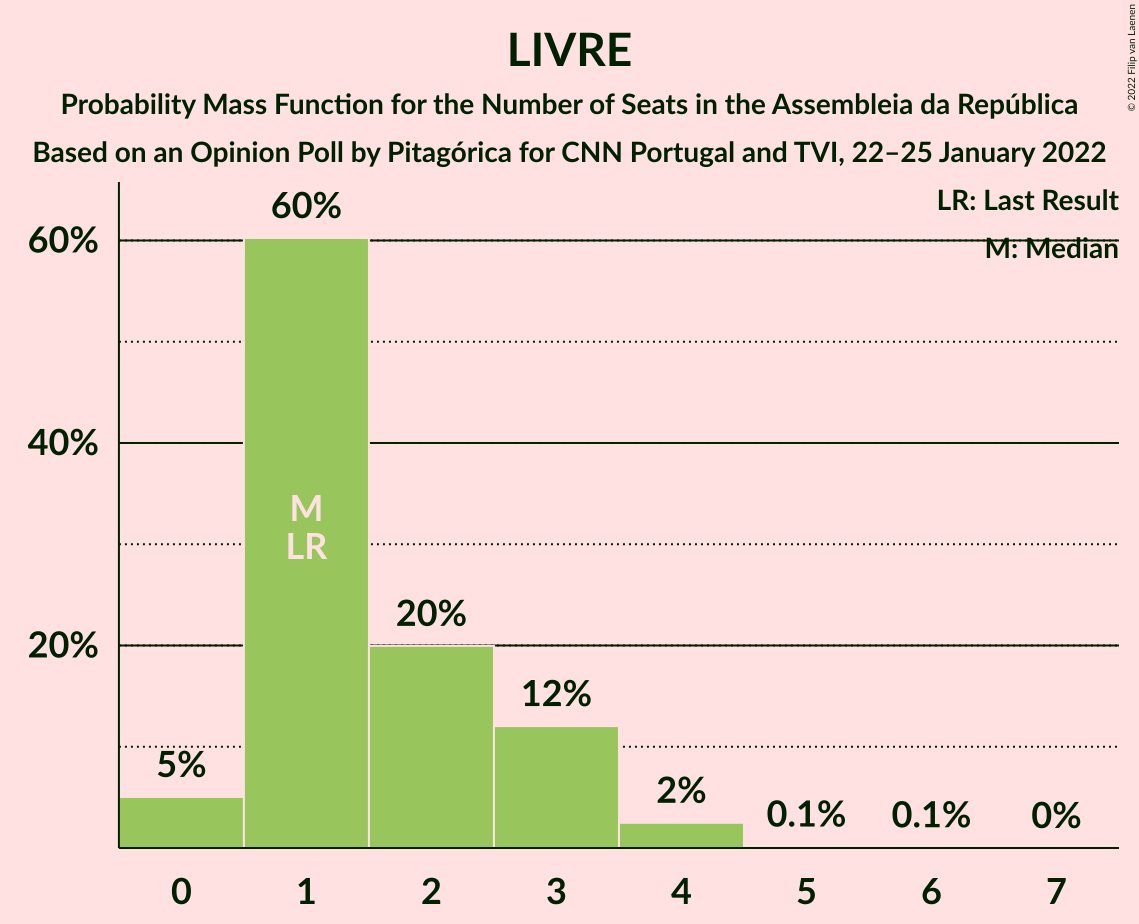 LIVRE
Probability Mass Function for the Number of Seats in the Assembleia da República
Based on an Opinion Poll by Pitagórica for CNN Portugal and TVI, 22–25 January 2022
© 2022 Filip van Laenen
LR: Last Result
M: Median
60%
40%
20%
5%
60%
M
LR
20%
12%
2%
0.1%
0.1%
0%
0 1 2 3 4 5 6 7